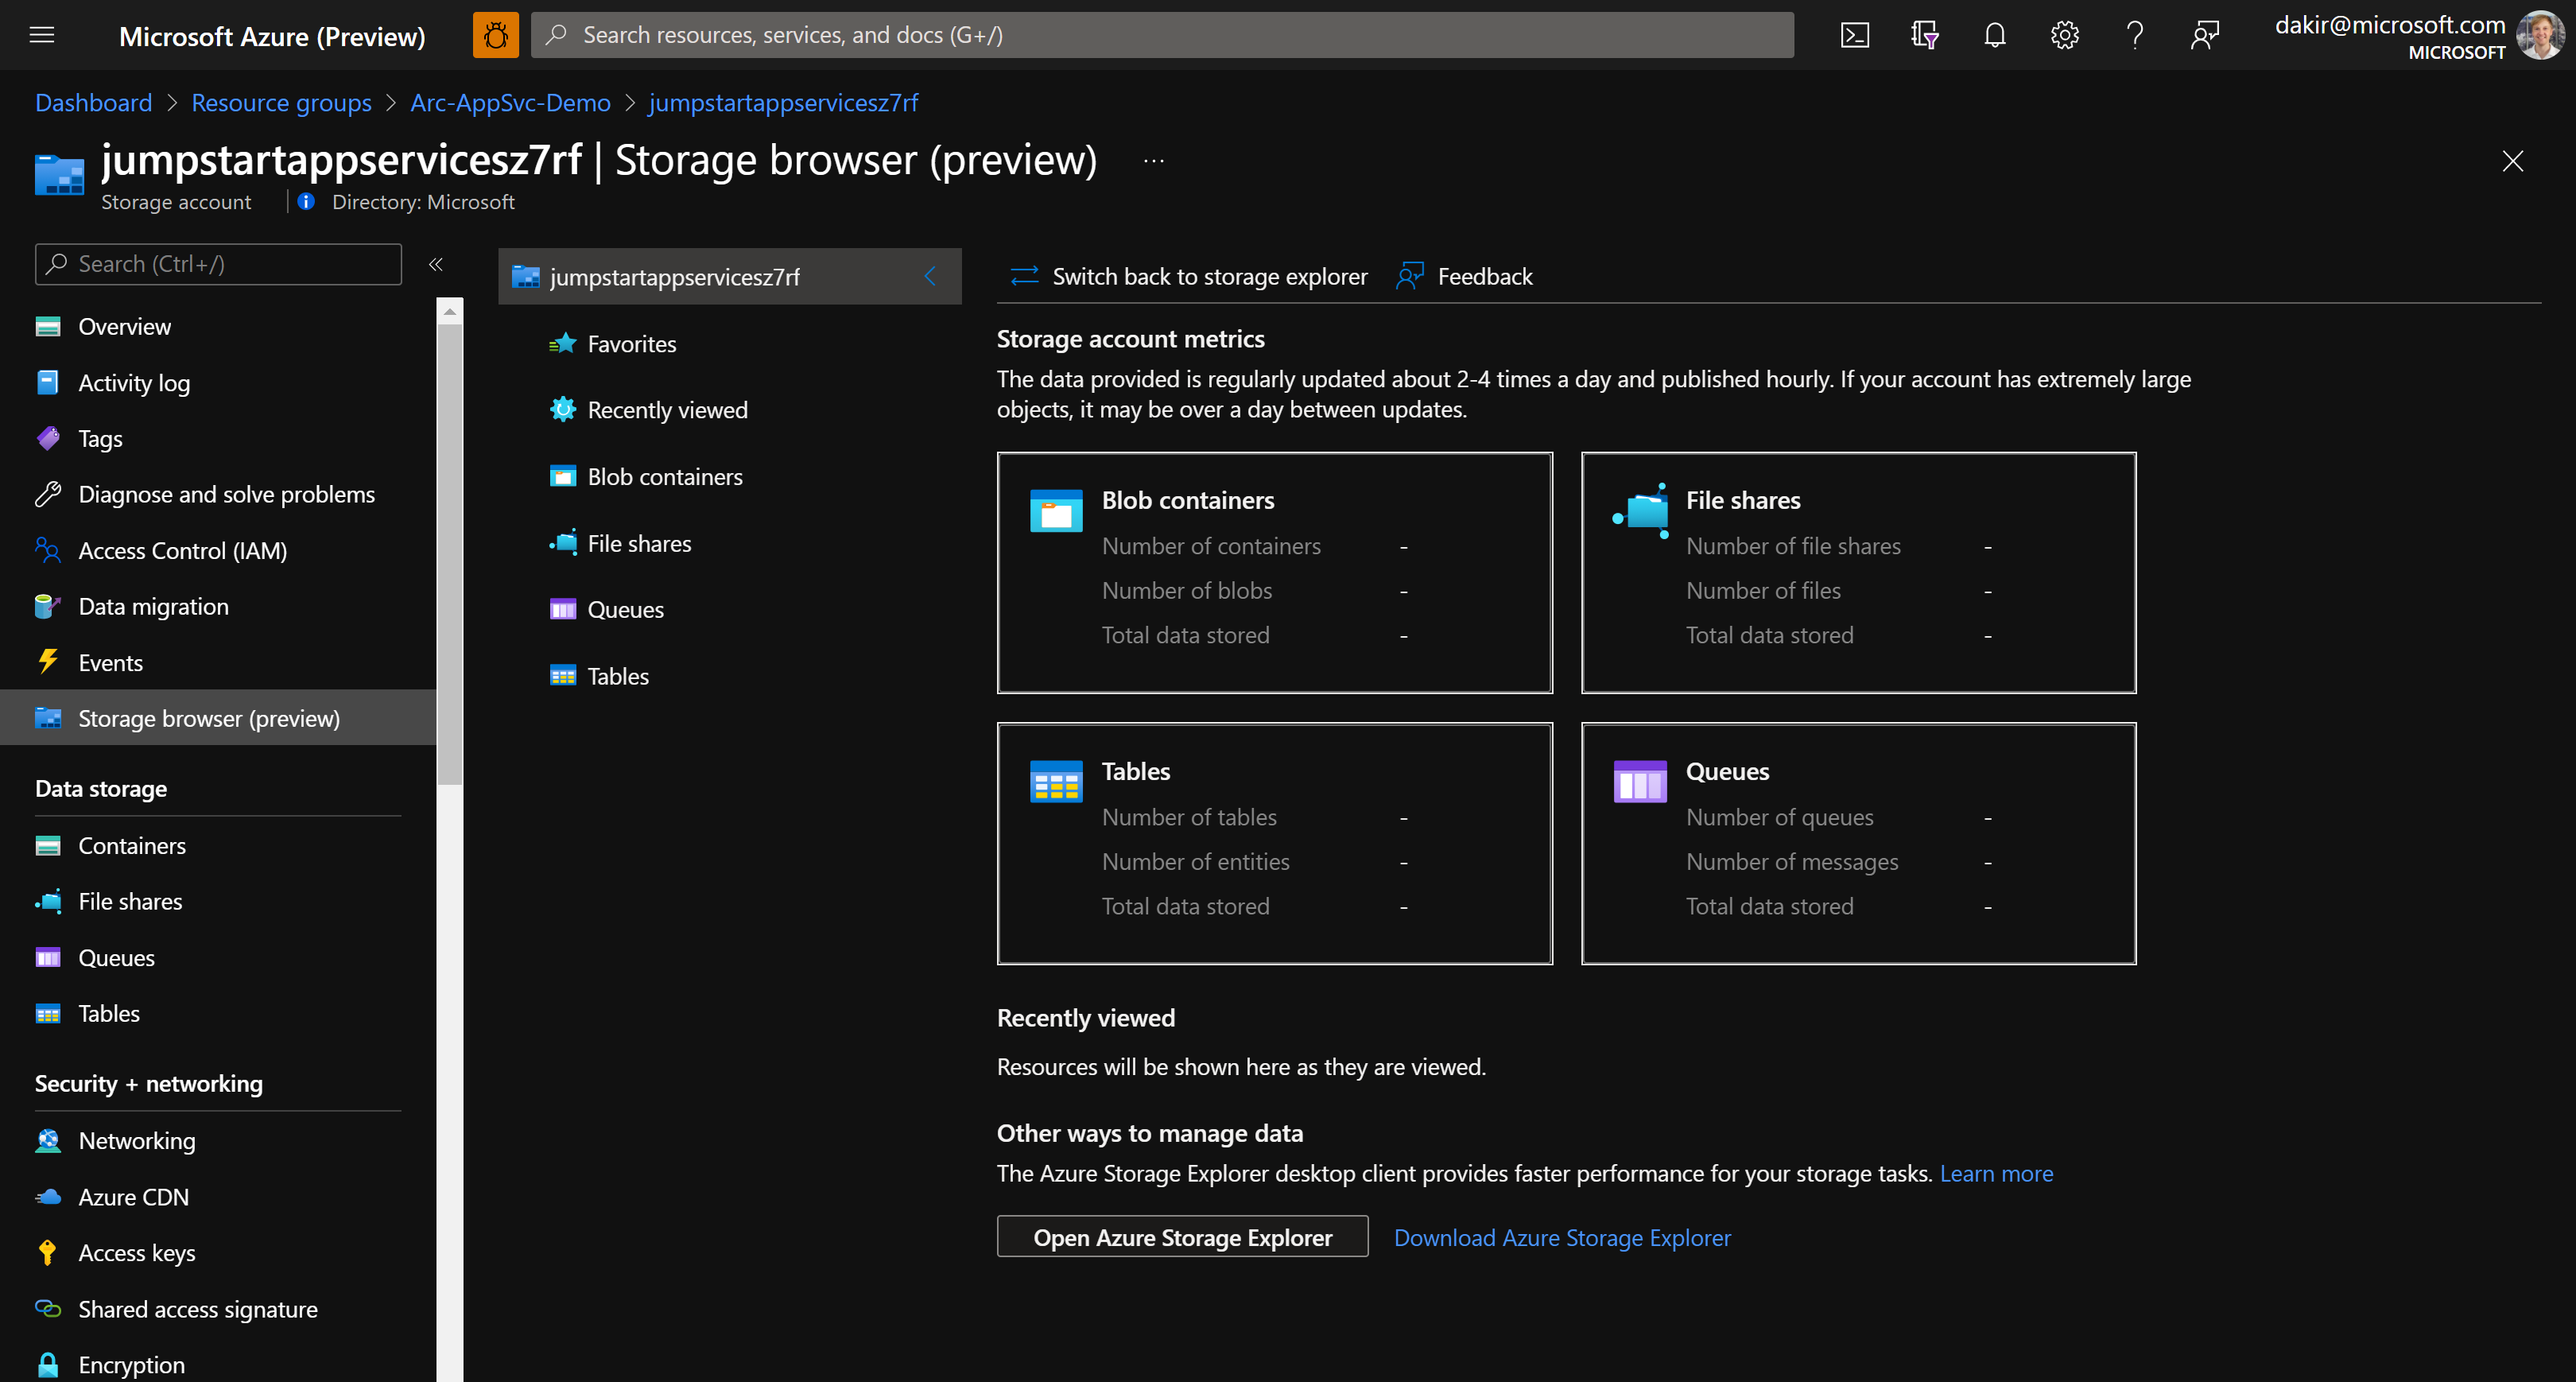 Microsoft Azure (Preview)
Search resources, services, and docs (G+/)
dakir@microsoft.com
MICROSOFT
Dashboard > Resource groups > Arc-AppSvc-Demo > jumpstartappservicesz7rf
jumpstartappservicesz7rf | Storage browser (preview) ...
Storage account
Directory: Microsoft
Search (Ctrl+/)
Overview
Activity log
Tags
Diagnose and solve problems
Access Control (IAM)
Data migration
Events
Storage browser (preview)
Data storage
Containers
File shares
Queues
Tables
Security + networking
Networking
Azure CDN
Access keys
Shared access signature
Encryption
jumpstartappservicesz7rf
Favorites
Recently viewed
Blob containers
File shares
Queues
Tables
Switch back to storage explorer
Feedback
Storage account metrics
The data provided is regularly updated about 2-4 times a day and published hourly. If your account has extremely large
objects, it may be over a day between updates.
Blob containers
Number of containers -
Number of blobs -
Total data stored -
File shares
Number of file shares -
Number of files -
Total data stored -
Tables
Number of tables -
Number of entities -
Total data stored -
Queues
Number of queues -
Number of messages -
Total data stored -
Recently viewed
Resources will be shown here as they are viewed.
Other ways to manage data
The Azure Storage Explorer desktop client provides faster performance for your storage tasks. Learn more
Open Azure Storage Explorer
Download Azure Storage Explorer